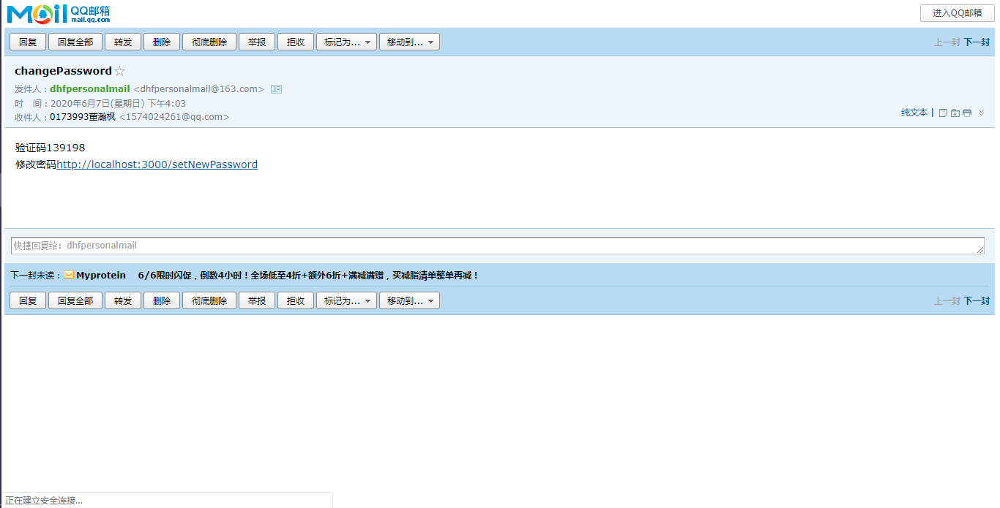 Mail QQ邮箱
mail.qq.com
进入QQ邮箱
回复 回复全部 转发 删除 彻底删除 举报 拒收 标记为... 移动到... 上一封 下一封
changePassword
发件人：dhfpersonalmail <dhfpersonalmail@163.com>
时 间：2020年6月7日(星期日) 下午4:03
收件人：0173993董瀚枫 <1574024261@qq.com>
纯文本 |
验证码139198
修改密码http://localhost:3000/setNewPassword
快捷回复给：dhfpersonalmail
下一封未读：Myprotein 6/6限时闪促，倒数4小时！全场低至4折+额外6折+满减满赠，买减脂清单整单再减！
回复 回复全部 转发 删除 彻底删除 举报 拒收 标记为... 移动到... 上一封 下一封
正在建立安全连接...